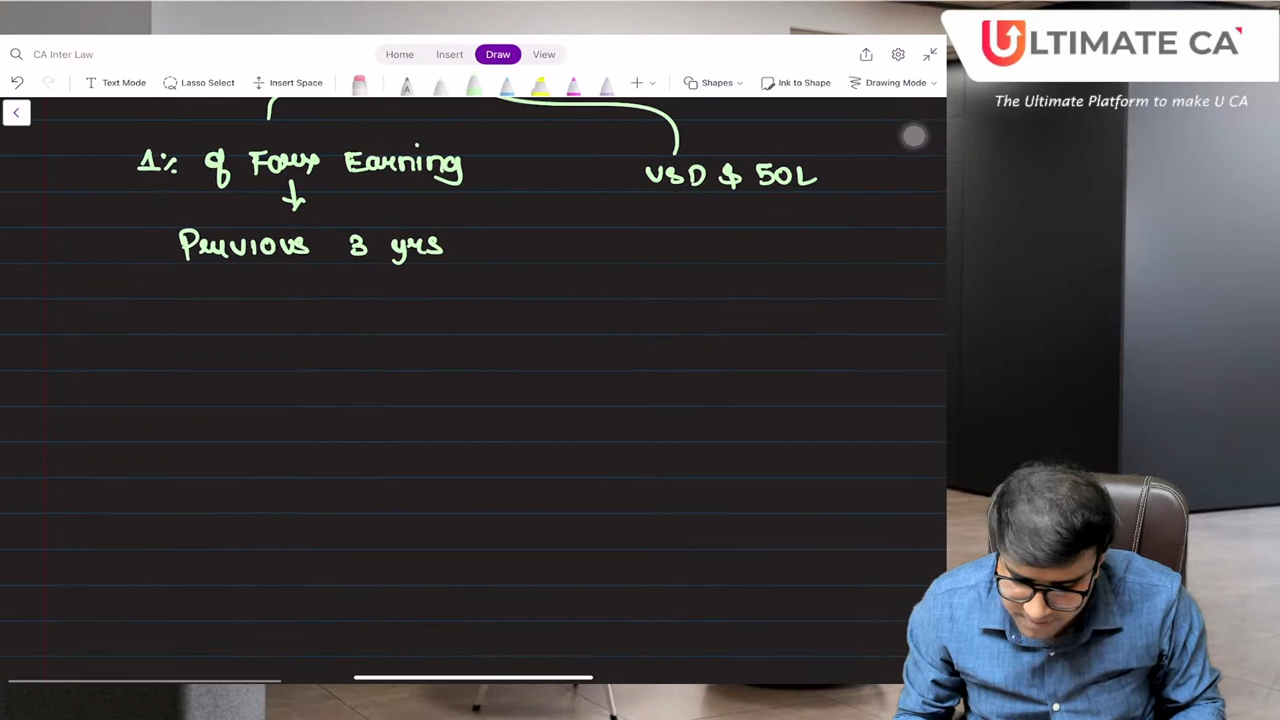 ULTIMATE CA
The Ultimate Platform to make U CA
CA Inter Law
Home Insert Draw View
Text Mode Lasso Select Insert Space Shapes Ink to Shape Drawing Mode
1% of Forex Earning
USD $ 50L
Previous 3 yrs